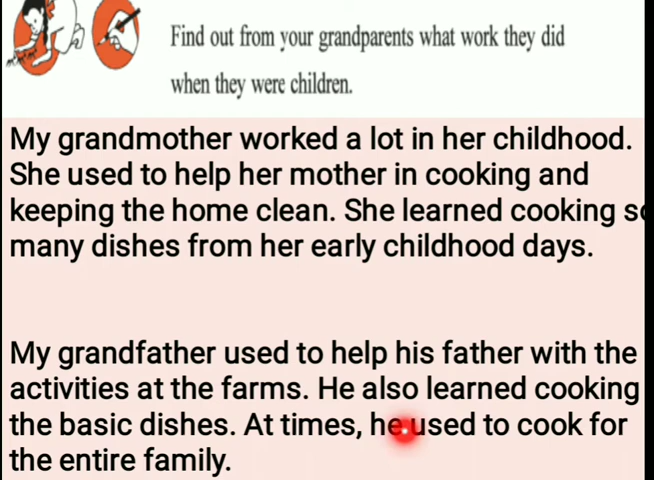 Find out from your grandparents what work they did
when they were children.
My grandmother worked a lot in her childhood.
She used to help her mother in cooking and
keeping the home clean. She learned cooking so
many dishes from her early childhood days.
My grandfather used to help his father with the
activities at the farms. He also learned cooking
the basic dishes. At times, he used to cook for
the entire family.